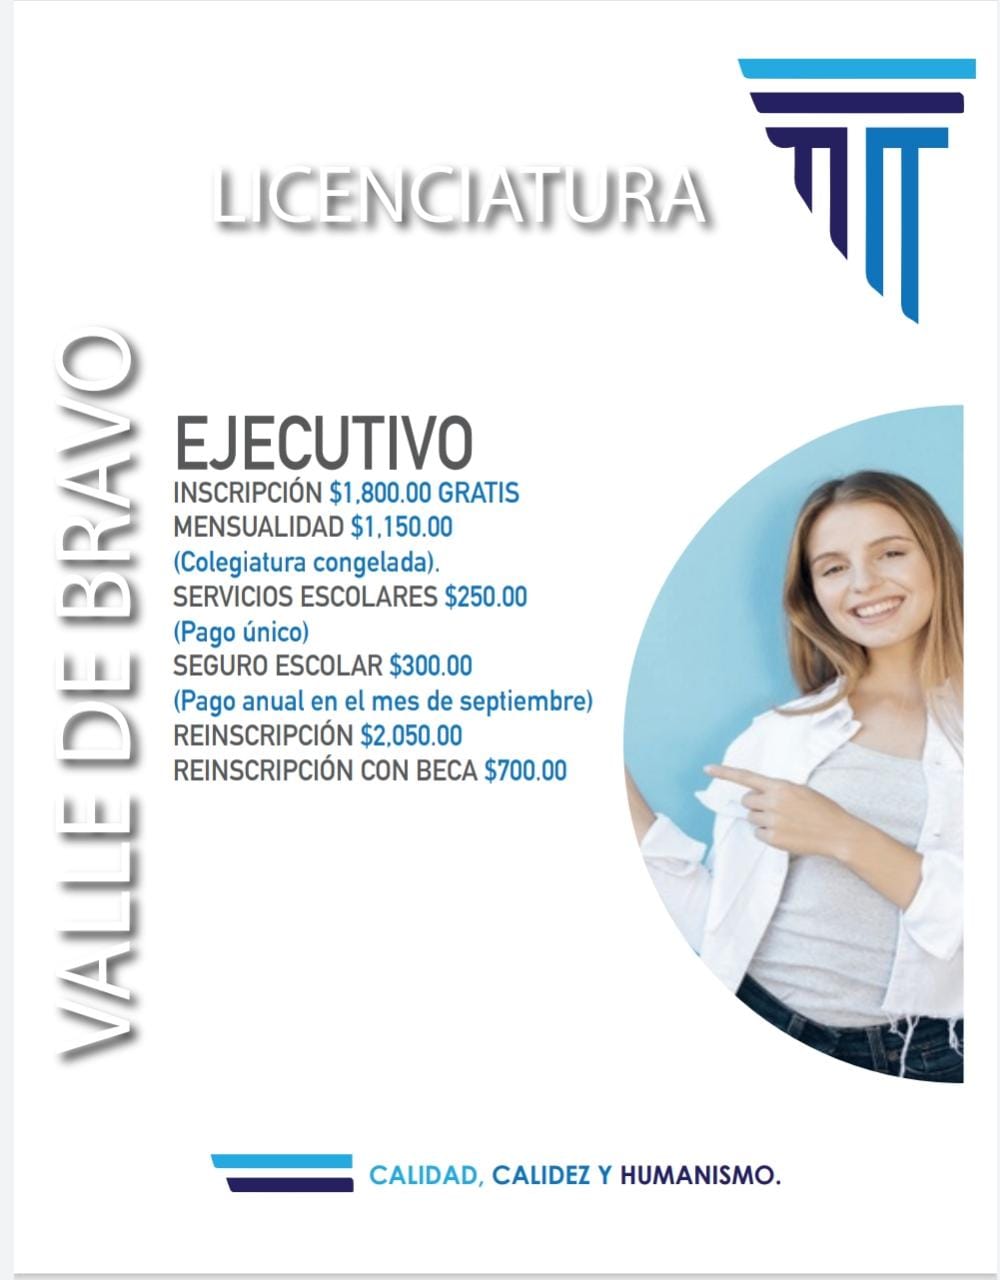 LICENCIATURA
VALLE DE BRAVO
EJECUTIVO
INSCRIPCIÓN $1,800.00 GRATIS
MENSUALIDAD $1,150.00
(Colegiatura congelada).
SERVICIOS ESCOLARES $250.00
(Pago único)
SEGURO ESCOLAR $300.00
(Pago anual en el mes de septiembre)
REINSCRIPCIÓN $2,050.00
REINSCRIPCIÓN CON BECA $700.00
CALIDAD, CALIDEZ Y HUMANISMO.